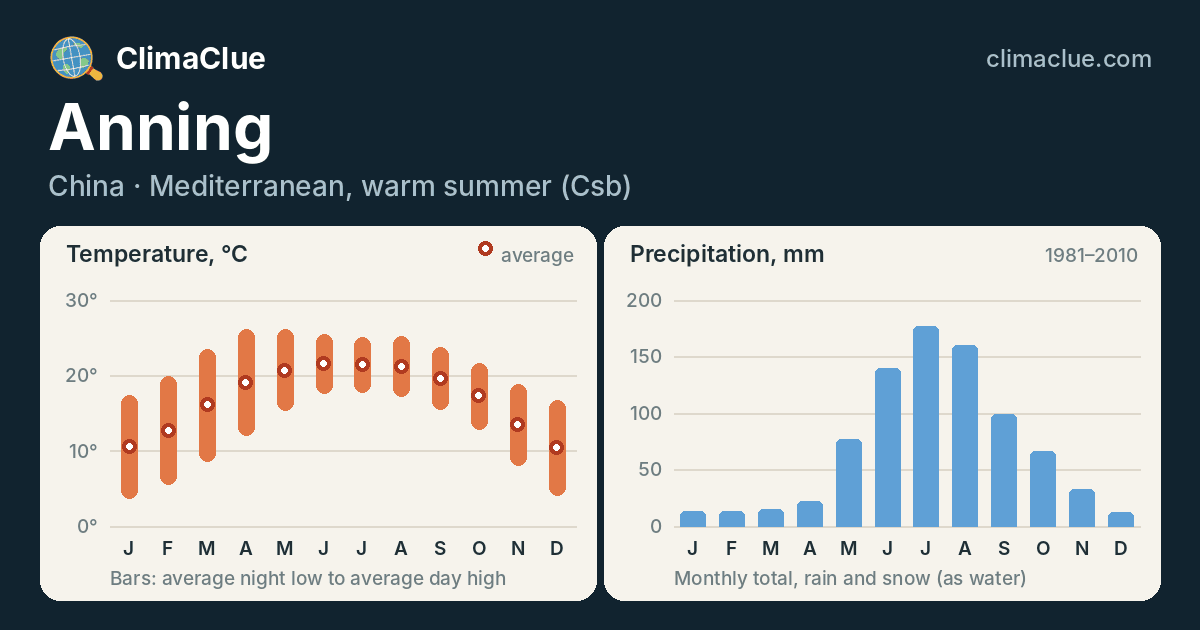 ClimaClue
climaclue.com
Anning
China · Mediterranean, warm summer (Csb)
Temperature, °C
average
30°
20°
10°
0°
J F M A M J J A S O N D
Bars: average night low to average day high
Precipitation, mm
1981–2010
200
150
100
50
0
J F M A M J J A S O N D
Monthly total, rain and snow (as water)